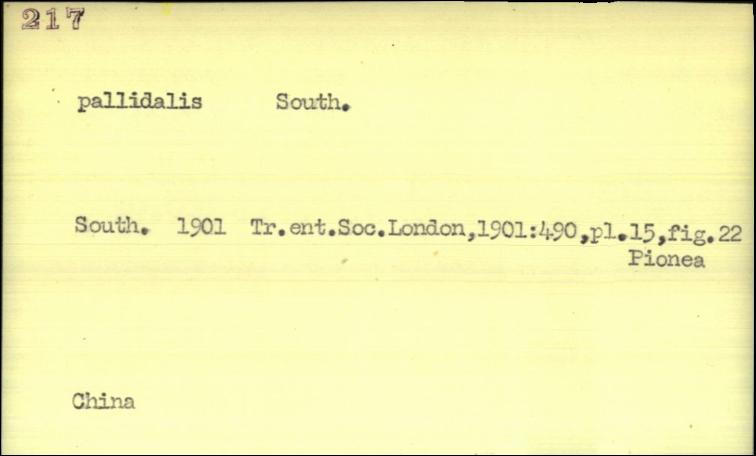 217
pallidalis South.
South. 1901 Tr.ent.Soc.London,1901:490,pl.15,fig.22
Pionea
China